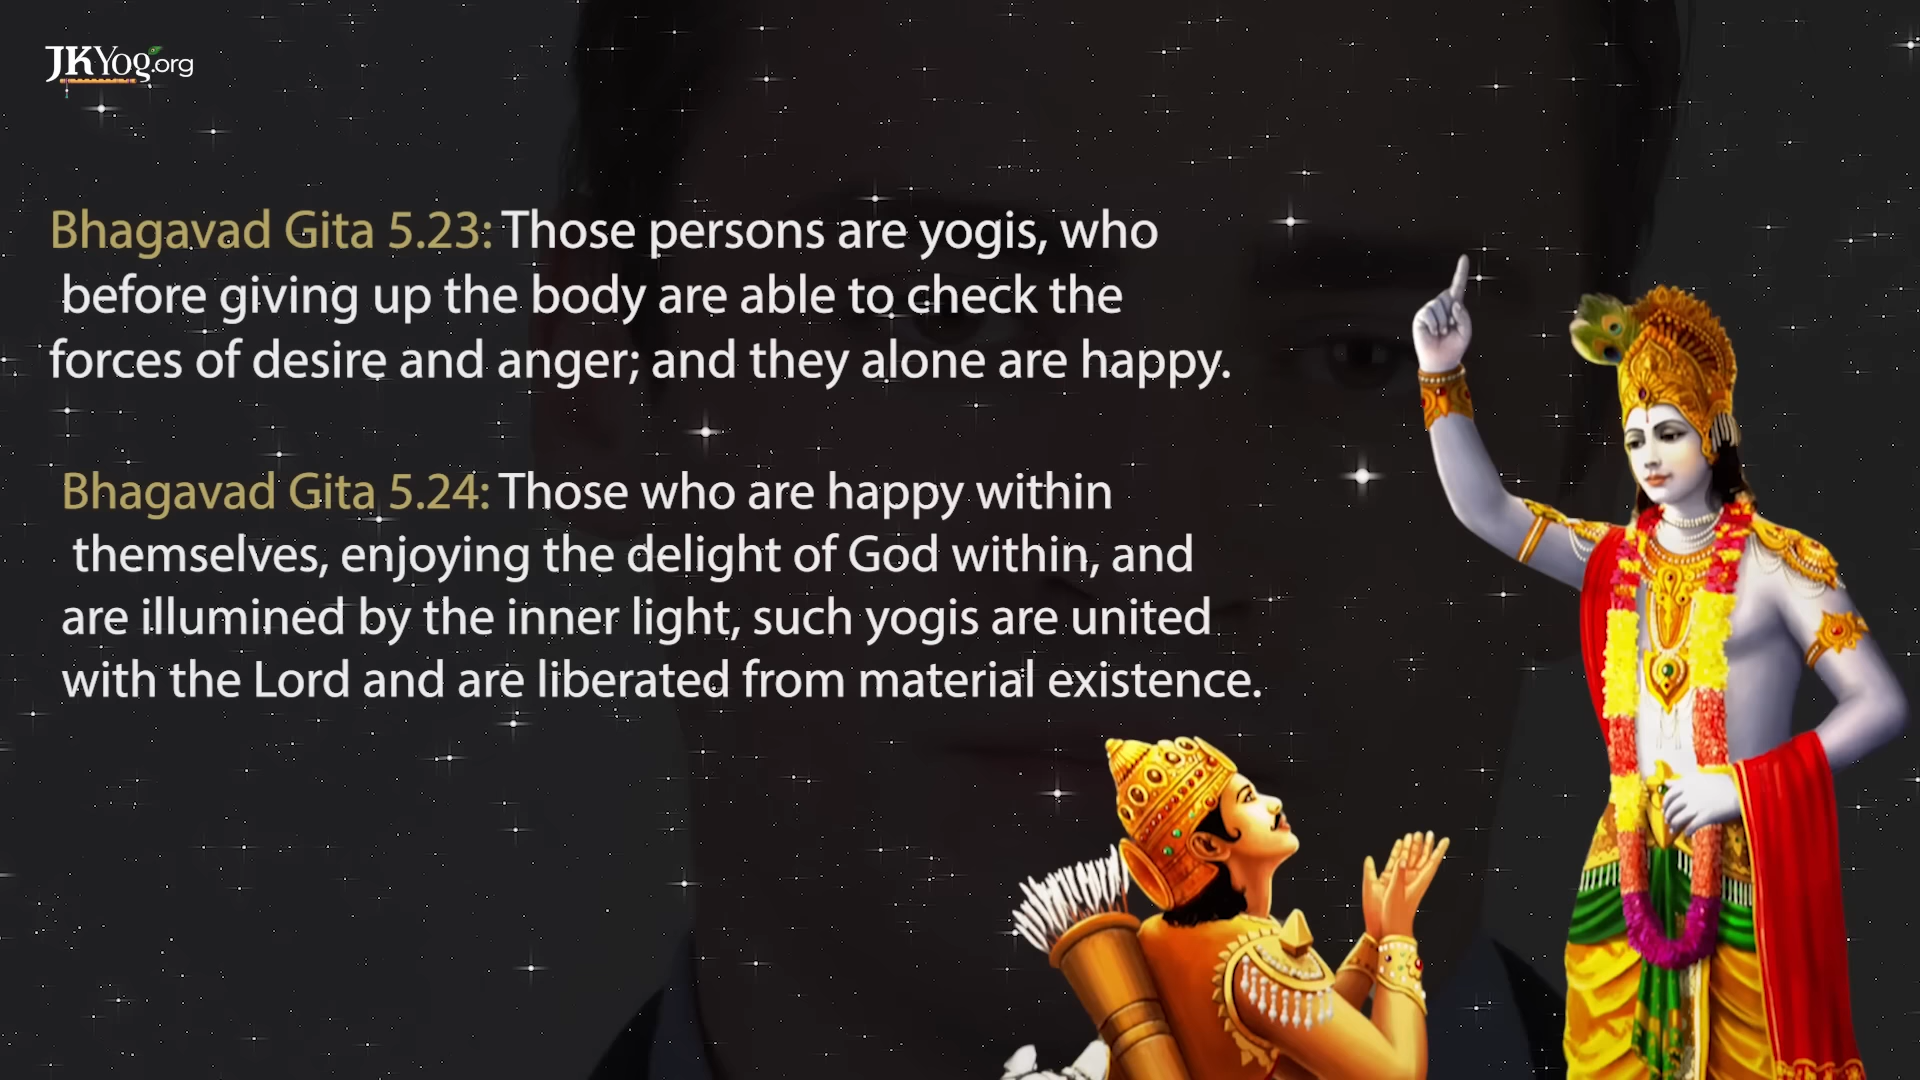 JKYog.org
Bhagavad Gita 5.23: Those persons are yogis, who
before giving up the body are able to check the
forces of desire and anger; and they alone are happy.
Bhagavad Gita 5.24: Those who are happy within
themselves, enjoying the delight of God within, and
are illumined by the inner light, such yogis are united
with the Lord and are liberated from material existence.